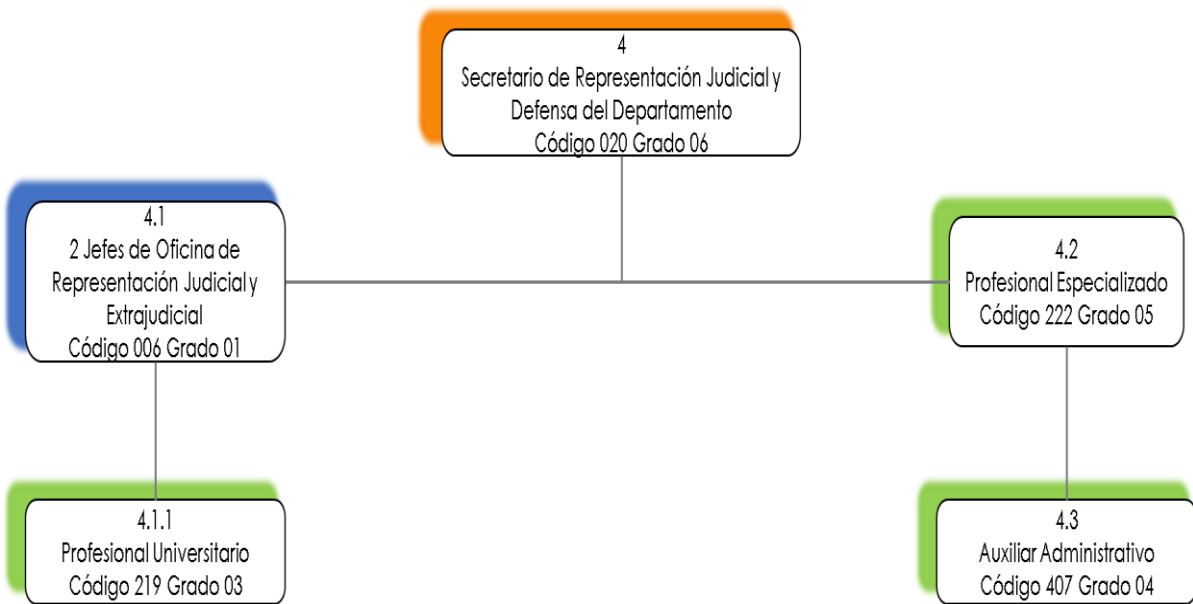 4
Secretario de Representación Judicial y
Defensa del Departamento
Código 020 Grado 06
4.1
2 Jefes de Oficina de
Representación Judicial y
Extrajudicial
Código 006 Grado 01
4.2
Profesional Especializado
Código 222 Grado 05
4.1.1
Profesional Universitario
Código 219 Grado 03
4.3
Auxiliar Administrativo
Código 407 Grado 04